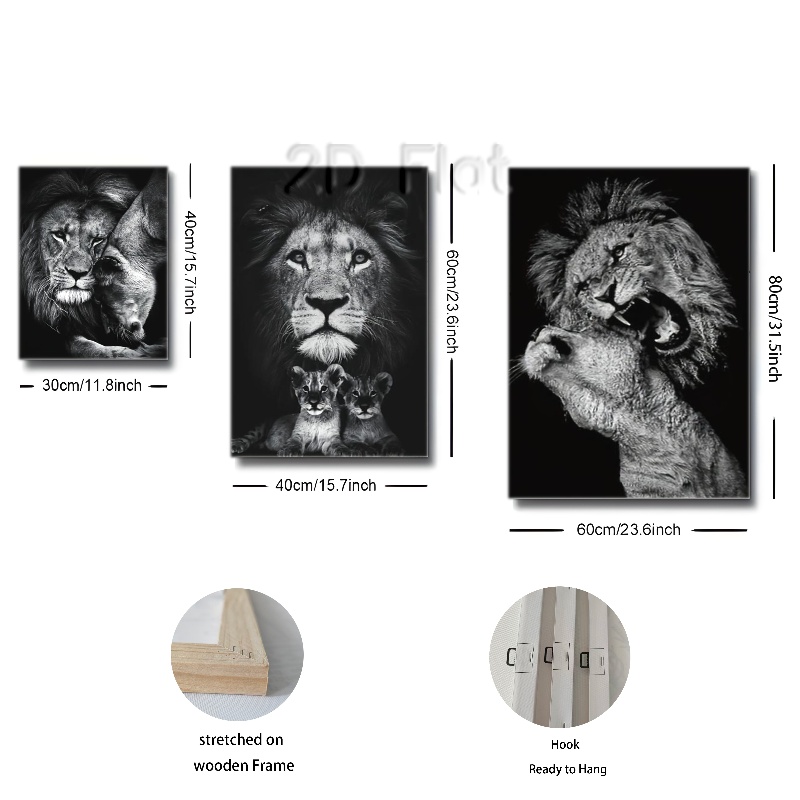 2D Flat
40cm/15.7inch
30cm/11.8inch
60cm/23.6inch
40cm/15.7inch
80cm/31.5inch
60cm/23.6inch
stretched on
wooden Frame
Hook
Ready to Hang